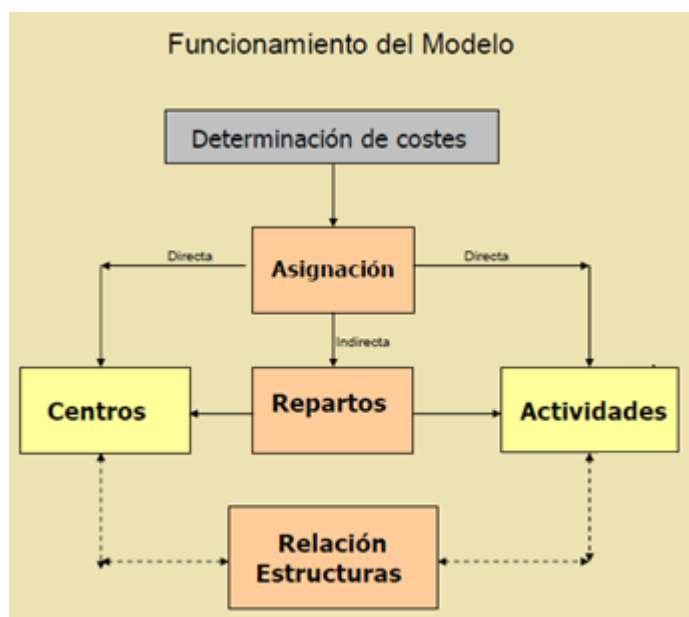 Funcionamiento del Modelo
Determinación de costes
Directa
Asignación
Directa
Indirecta
Centros
Repartos
Actividades
Relación
Estructuras